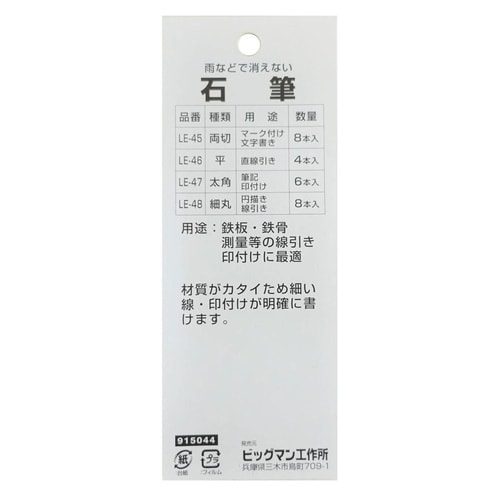 雨などで消えない
石筆
品番 種類 用途 数量
LE-45 両切 マーク付け 文字書き 8本入
LE-46 平 直線引き 4本入
LE-47 太角 筆記 印付け 6本入
LE-48 細丸 円描き 線引き 8本入
用途：鉄板・鉄骨
測量等の線引き
印付けに最適
材質がカタイため細い
線・印付けが明確に書
けます。
915044
発売元
紙 プラ ビッグマン工作所
台紙 フィルム 兵庫県三木市鳥町709-1